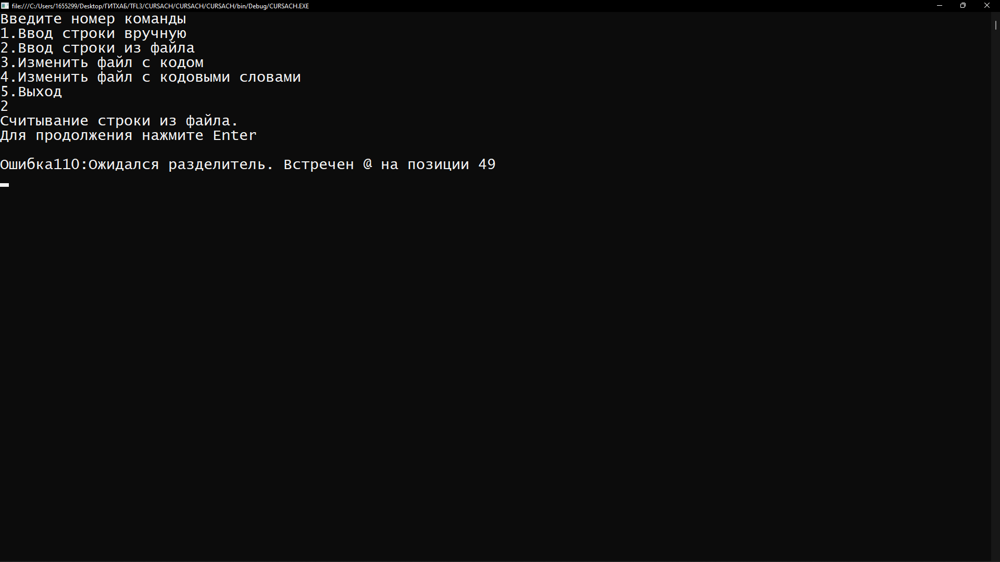 file:///C:/Users/1655299/Desktop/ГИТХАБ/TFL3/CURSACH/CURSACH/CURSACH/bin/Debug/CURSACH.EXE
Введите номер команды
1.Ввод строки вручную
2.Ввод строки из файла
3.Изменить файл с кодом
4.Изменить файл с кодовыми словами
5.Выход
2
Считывание строки из файла.
Для продолжения нажмите Enter
Ошибка110:Ожидался разделитель. Встречен @ на позиции 49